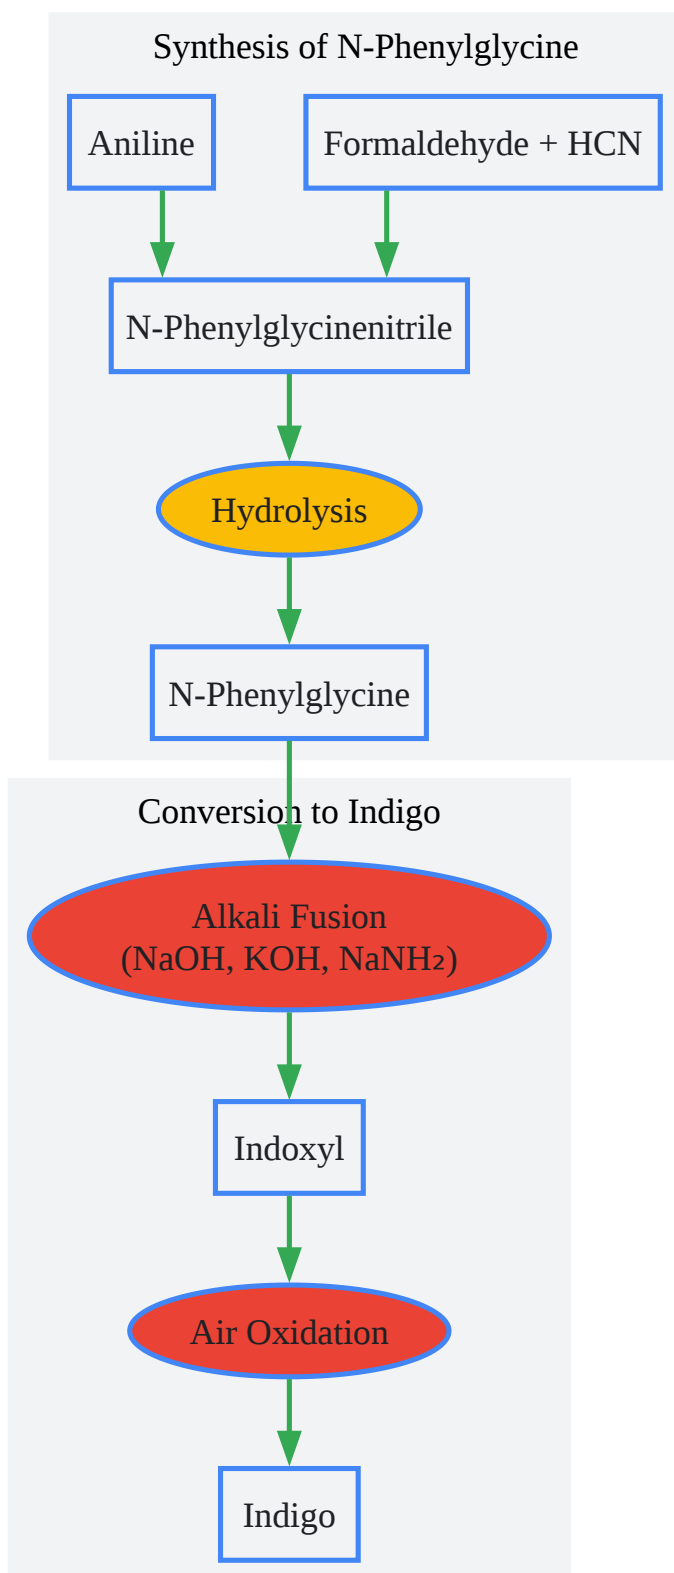 Synthesis of N-Phenylglycine
Aniline
Formaldehyde + HCN
N-Phenylglycinenitrile
Hydrolysis
N-Phenylglycine
Conversion to Indigo
Alkali Fusion
(NaOH, KOH, NaNH₂)
Indoxyl
Air Oxidation
Indigo